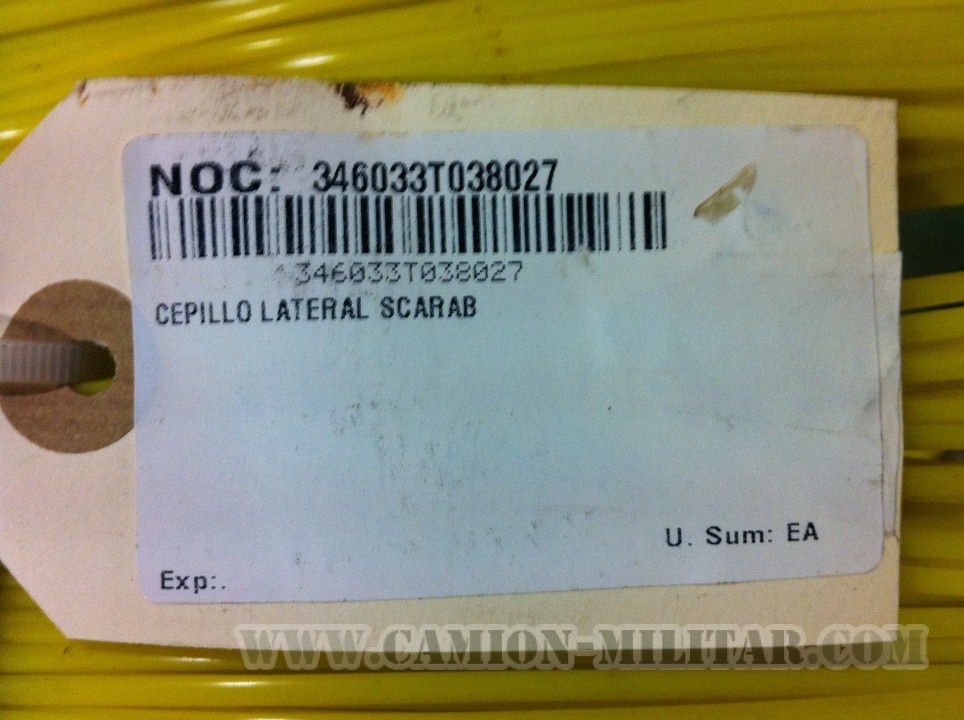 NOC: 346033T038027
346033T038027
CEPILLO LATERAL SCARAB
U. Sum: EA
Exp:.
WWW.CAMION-MILITAR.COM